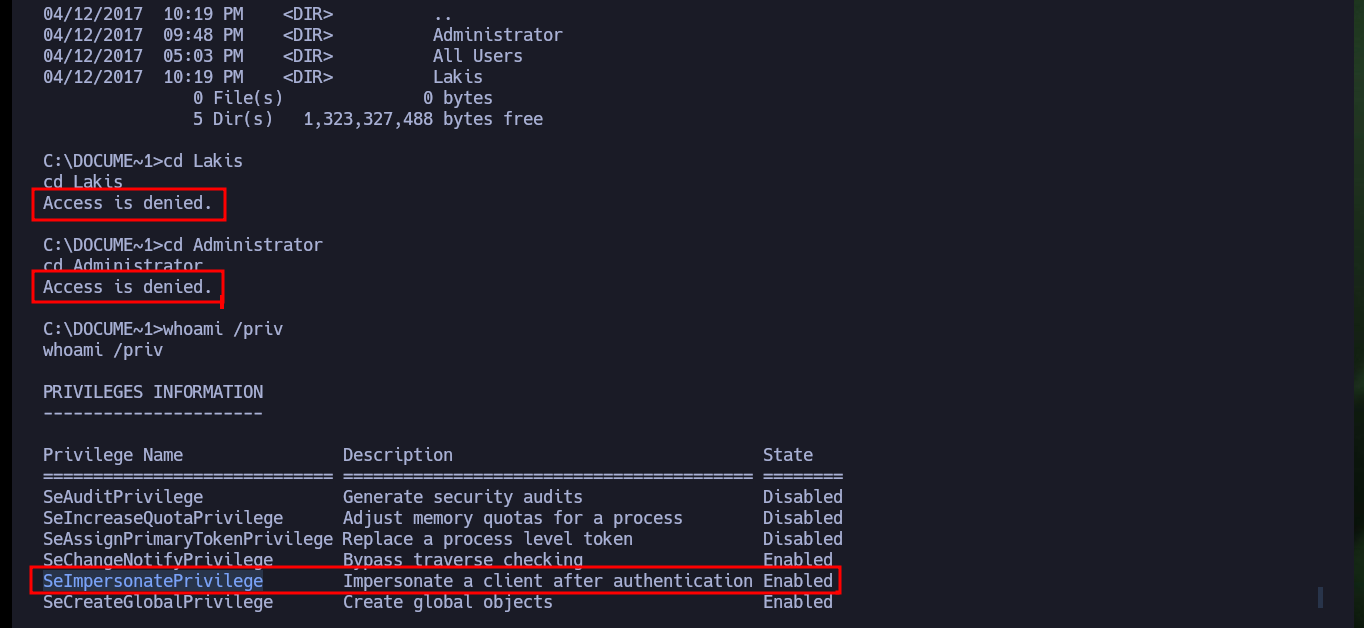 04/12/2017  10:19 PM    <DIR>          ..
04/12/2017  09:48 PM    <DIR>          Administrator
04/12/2017  05:03 PM    <DIR>          All Users
04/12/2017  10:19 PM    <DIR>          Lakis
               0 File(s)              0 bytes
               5 Dir(s)   1,323,327,488 bytes free
C:\DOCUME~1>cd Lakis
cd Lakis
Access is denied.
C:\DOCUME~1>cd Administrator
cd Administrator
Access is denied.
C:\DOCUME~1>whoami /priv
whoami /priv
PRIVILEGES INFORMATION
----------------------
Privilege Name                Description                               State
============================= ========================================= ========
SeAuditPrivilege              Generate security audits                  Disabled
SeIncreaseQuotaPrivilege      Adjust memory quotas for a process        Disabled
SeAssignPrimaryTokenPrivilege Replace a process level token             Disabled
SeChangeNotifyPrivilege       Bypass traverse checking                  Enabled
SeImpersonatePrivilege        Impersonate a client after authentication Enabled
SeCreateGlobalPrivilege       Create global objects                     Enabled